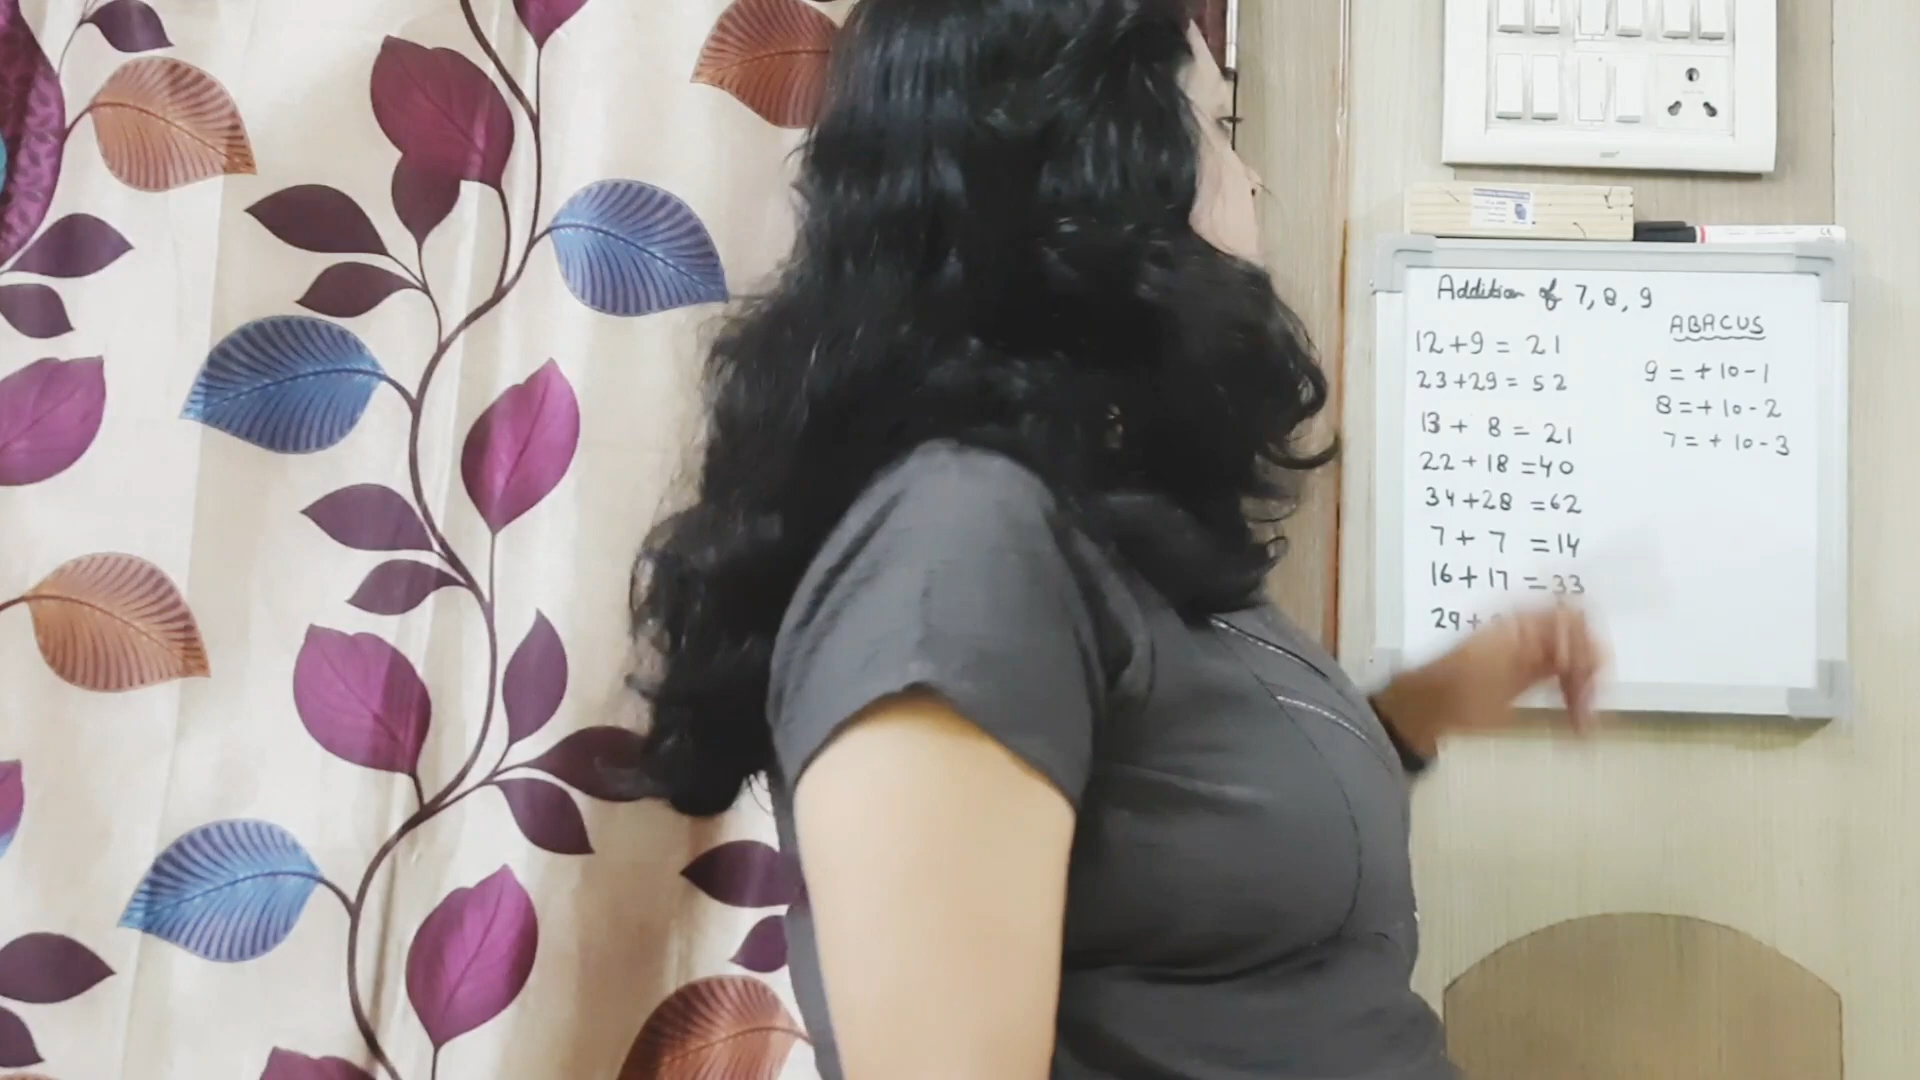 Addition of 7, 8, 9
12 + 9 = 21
23 + 29 = 52
13 + 8 = 21
22 + 18 = 40
34 + 28 = 62
7 + 7 = 14
16 + 17 = 33
29 +
ABACUS
9 = + 10 - 1
8 = + 10 - 2
7 = + 10 - 3